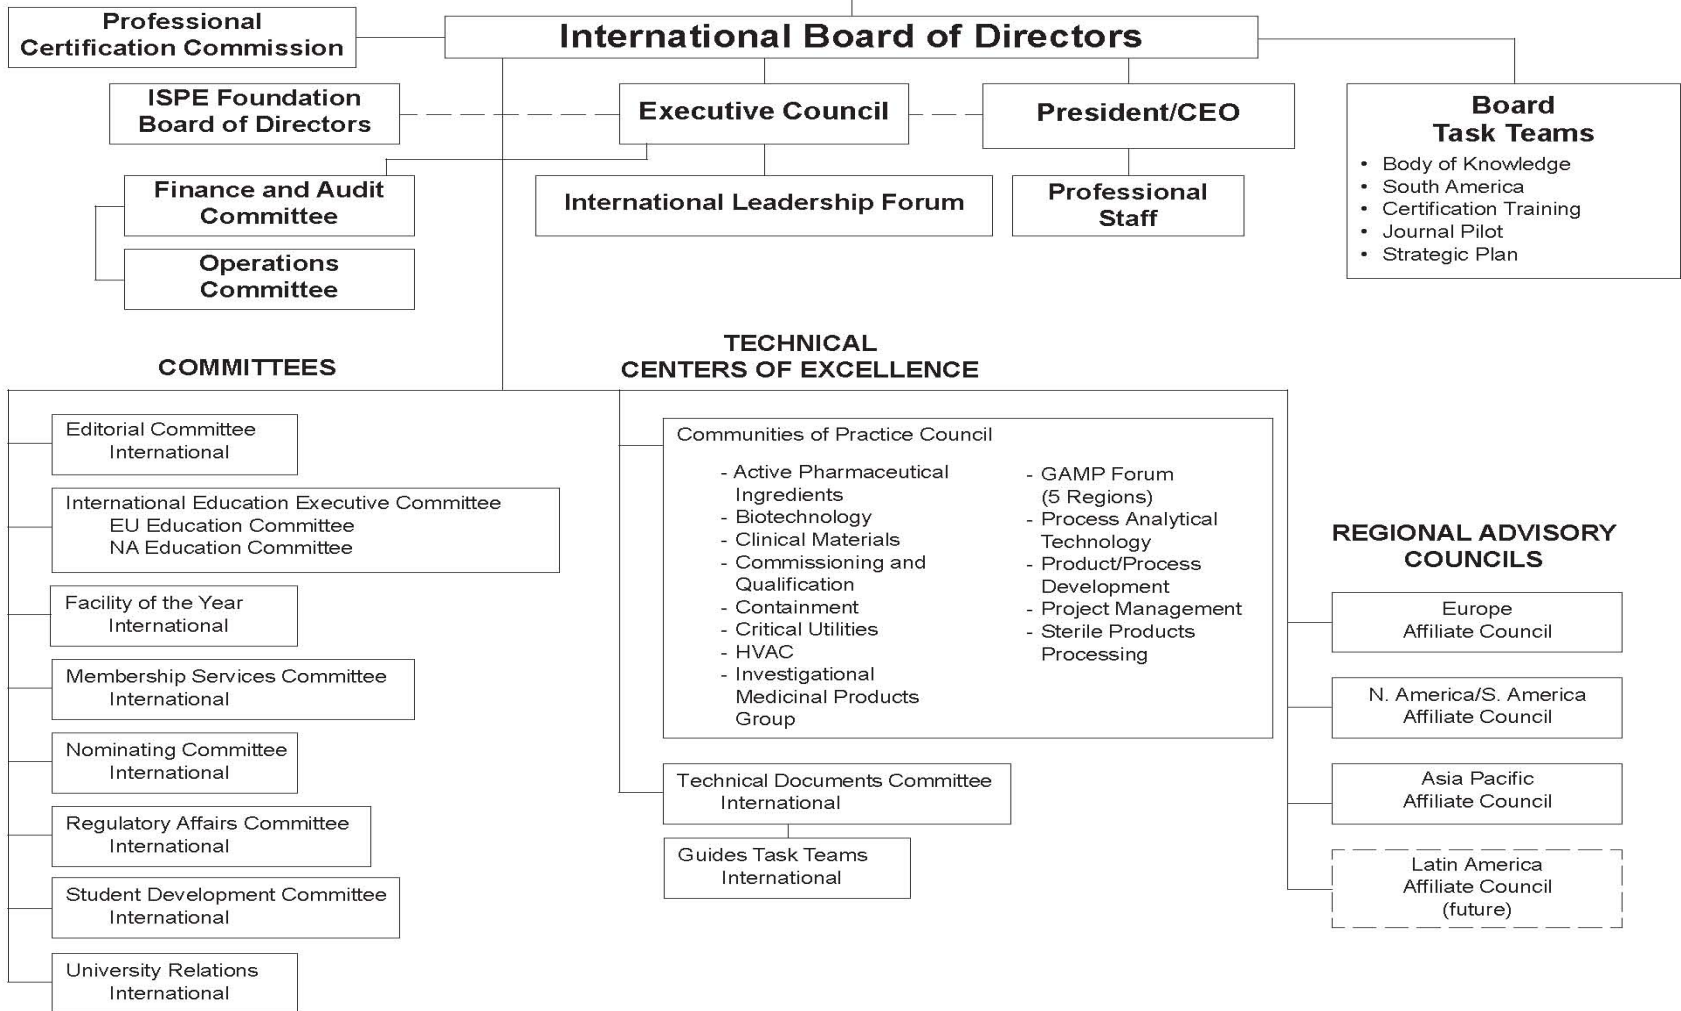 Professional
Certification Commission
International Board of Directors
ISPE Foundation
Board of Directors
Executive Council
President/CEO
Board
Task Teams
• Body of Knowledge
• South America
• Certification Training
• Journal Pilot
• Strategic Plan
Finance and Audit
Committee
International Leadership Forum
Professional
Staff
Operations
Committee
COMMITTEES
Editorial Committee
International
International Education Executive Committee
EU Education Committee
NA Education Committee
Facility of the Year
International
Membership Services Committee
International
Nominating Committee
International
Regulatory Affairs Committee
International
Student Development Committee
International
University Relations
International
TECHNICAL
CENTERS OF EXCELLENCE
Communities of Practice Council
- Active Pharmaceutical
Ingredients
- Biotechnology
- Clinical Materials
- Commissioning and
Qualification
- Containment
- Critical Utilities
- HVAC
- Investigational
Medicinal Products
Group
- GAMP Forum
(5 Regions)
- Process Analytical
Technology
- Product/Process
Development
- Project Management
- Sterile Products
Processing
Technical Documents Committee
International
Guides Task Teams
International
REGIONAL ADVISORY
COUNCILS
Europe
Affiliate Council
N. America/S. America
Affiliate Council
Asia Pacific
Affiliate Council
Latin America
Affiliate Council
(future)